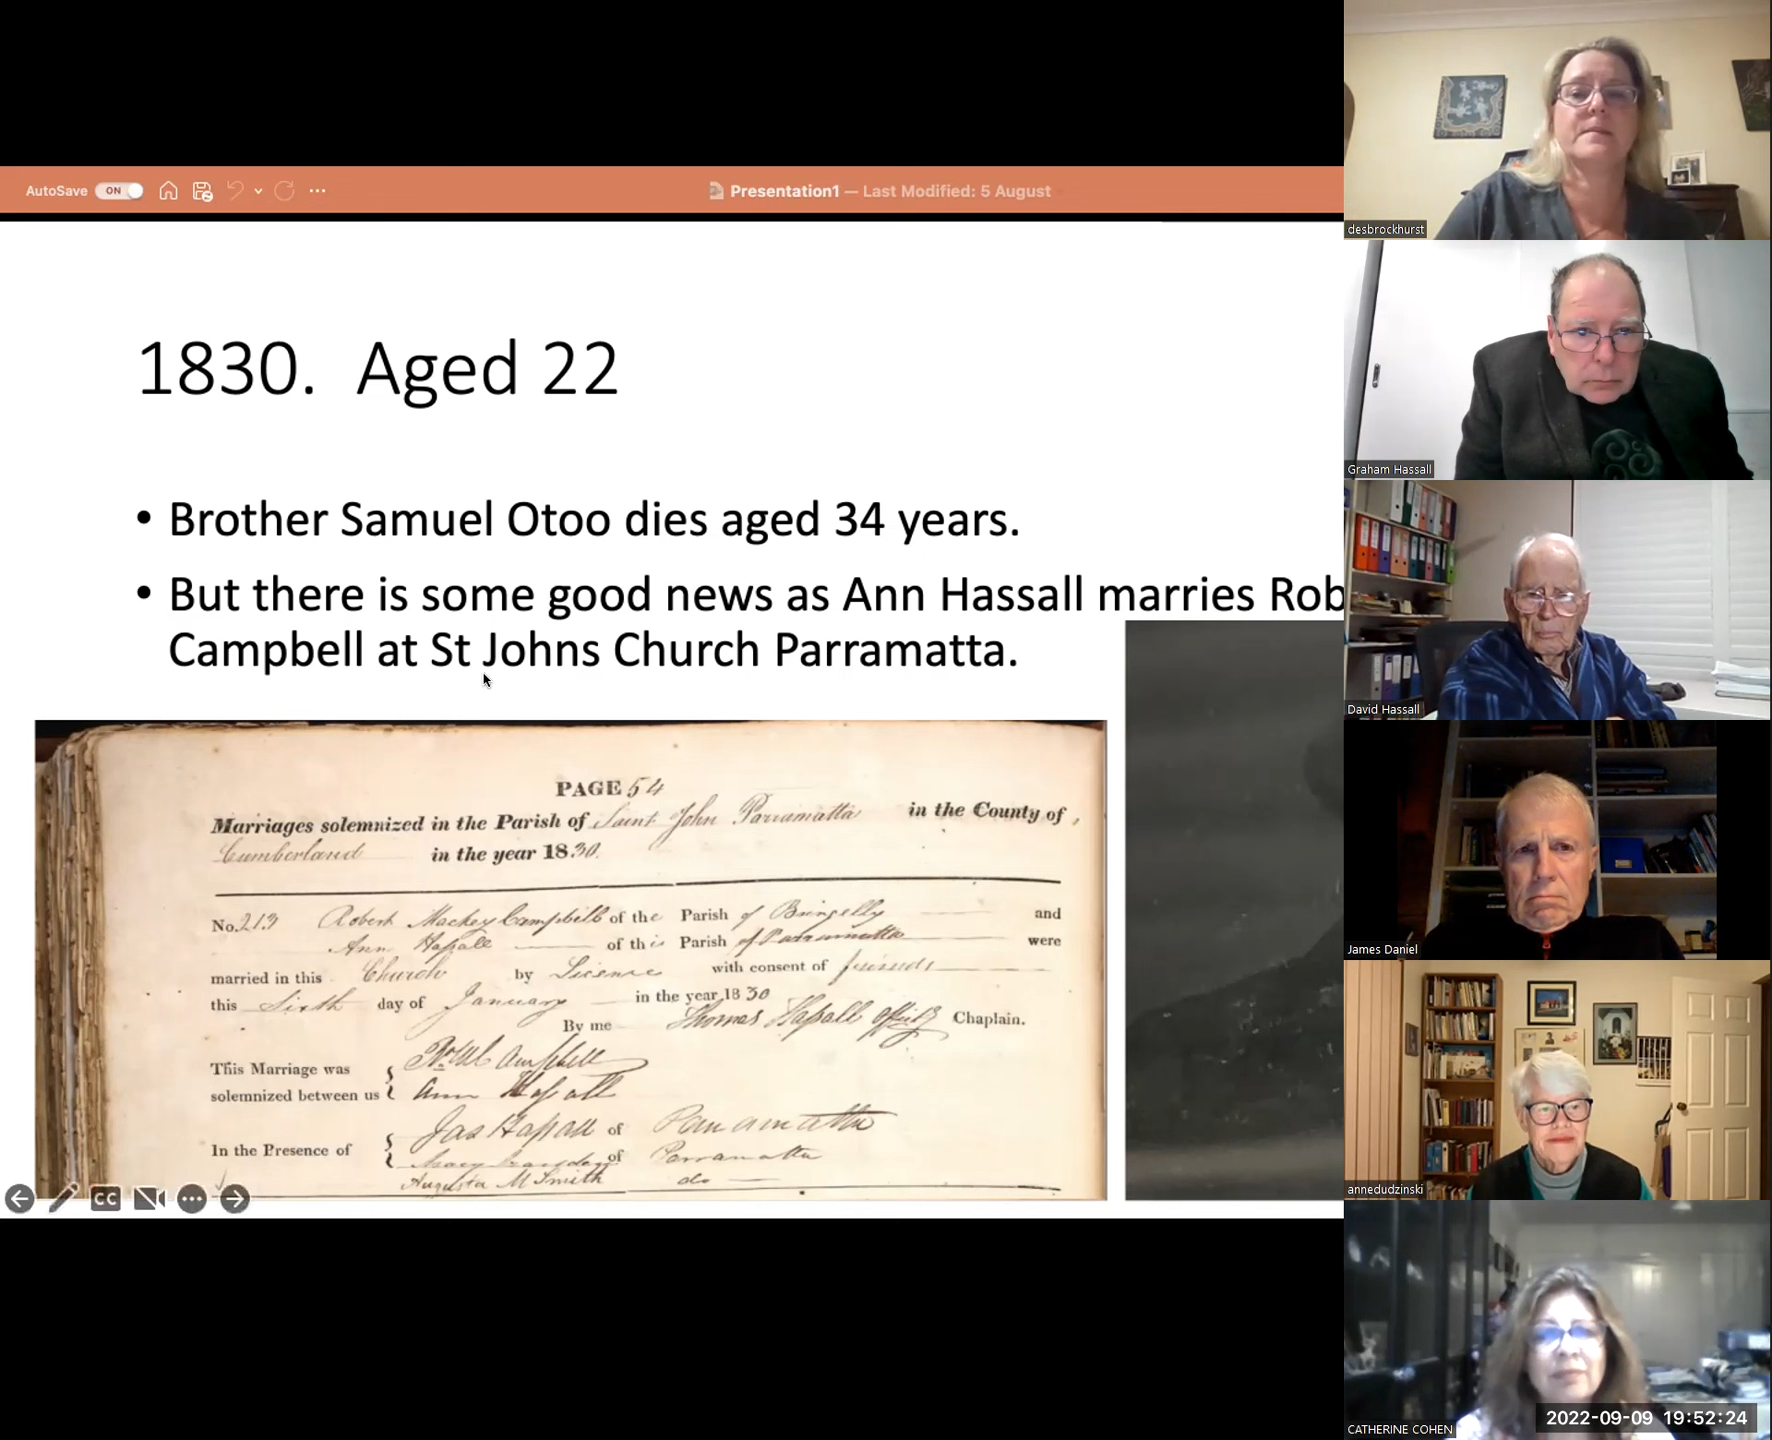 AutoSave ON
Presentation1 — Last Modified: 5 August
1830. Aged 22
• Brother Samuel Otoo dies aged 34 years.
• But there is some good news as Ann Hassall marries Rob
Campbell at St Johns Church Parramatta.
PAGE 54
Marriages solemnized in the Parish of Saint John Parramatta in the County of
Cumberland in the year 1830.
No. 213 Robert Mackey Campbell of the Parish of Bringelly and
Ann Hassall of this Parish of Parramatta were
married in this Church by License with consent of friends
this Sixth day of January in the year 1830
By me Thomas Hassall Chaplain.
This Marriage was
solemnized between us
Campbell
Ann Hassall
In the Presence of
Jas Hassall of Parramatta
of Parramatta
Augusta M Smith do
CC
desbrockhurst
Graham Hassall
David Hassall
James Daniel
annedudzinski
CATHERINE COHEN
2022-09-09 19:52:24